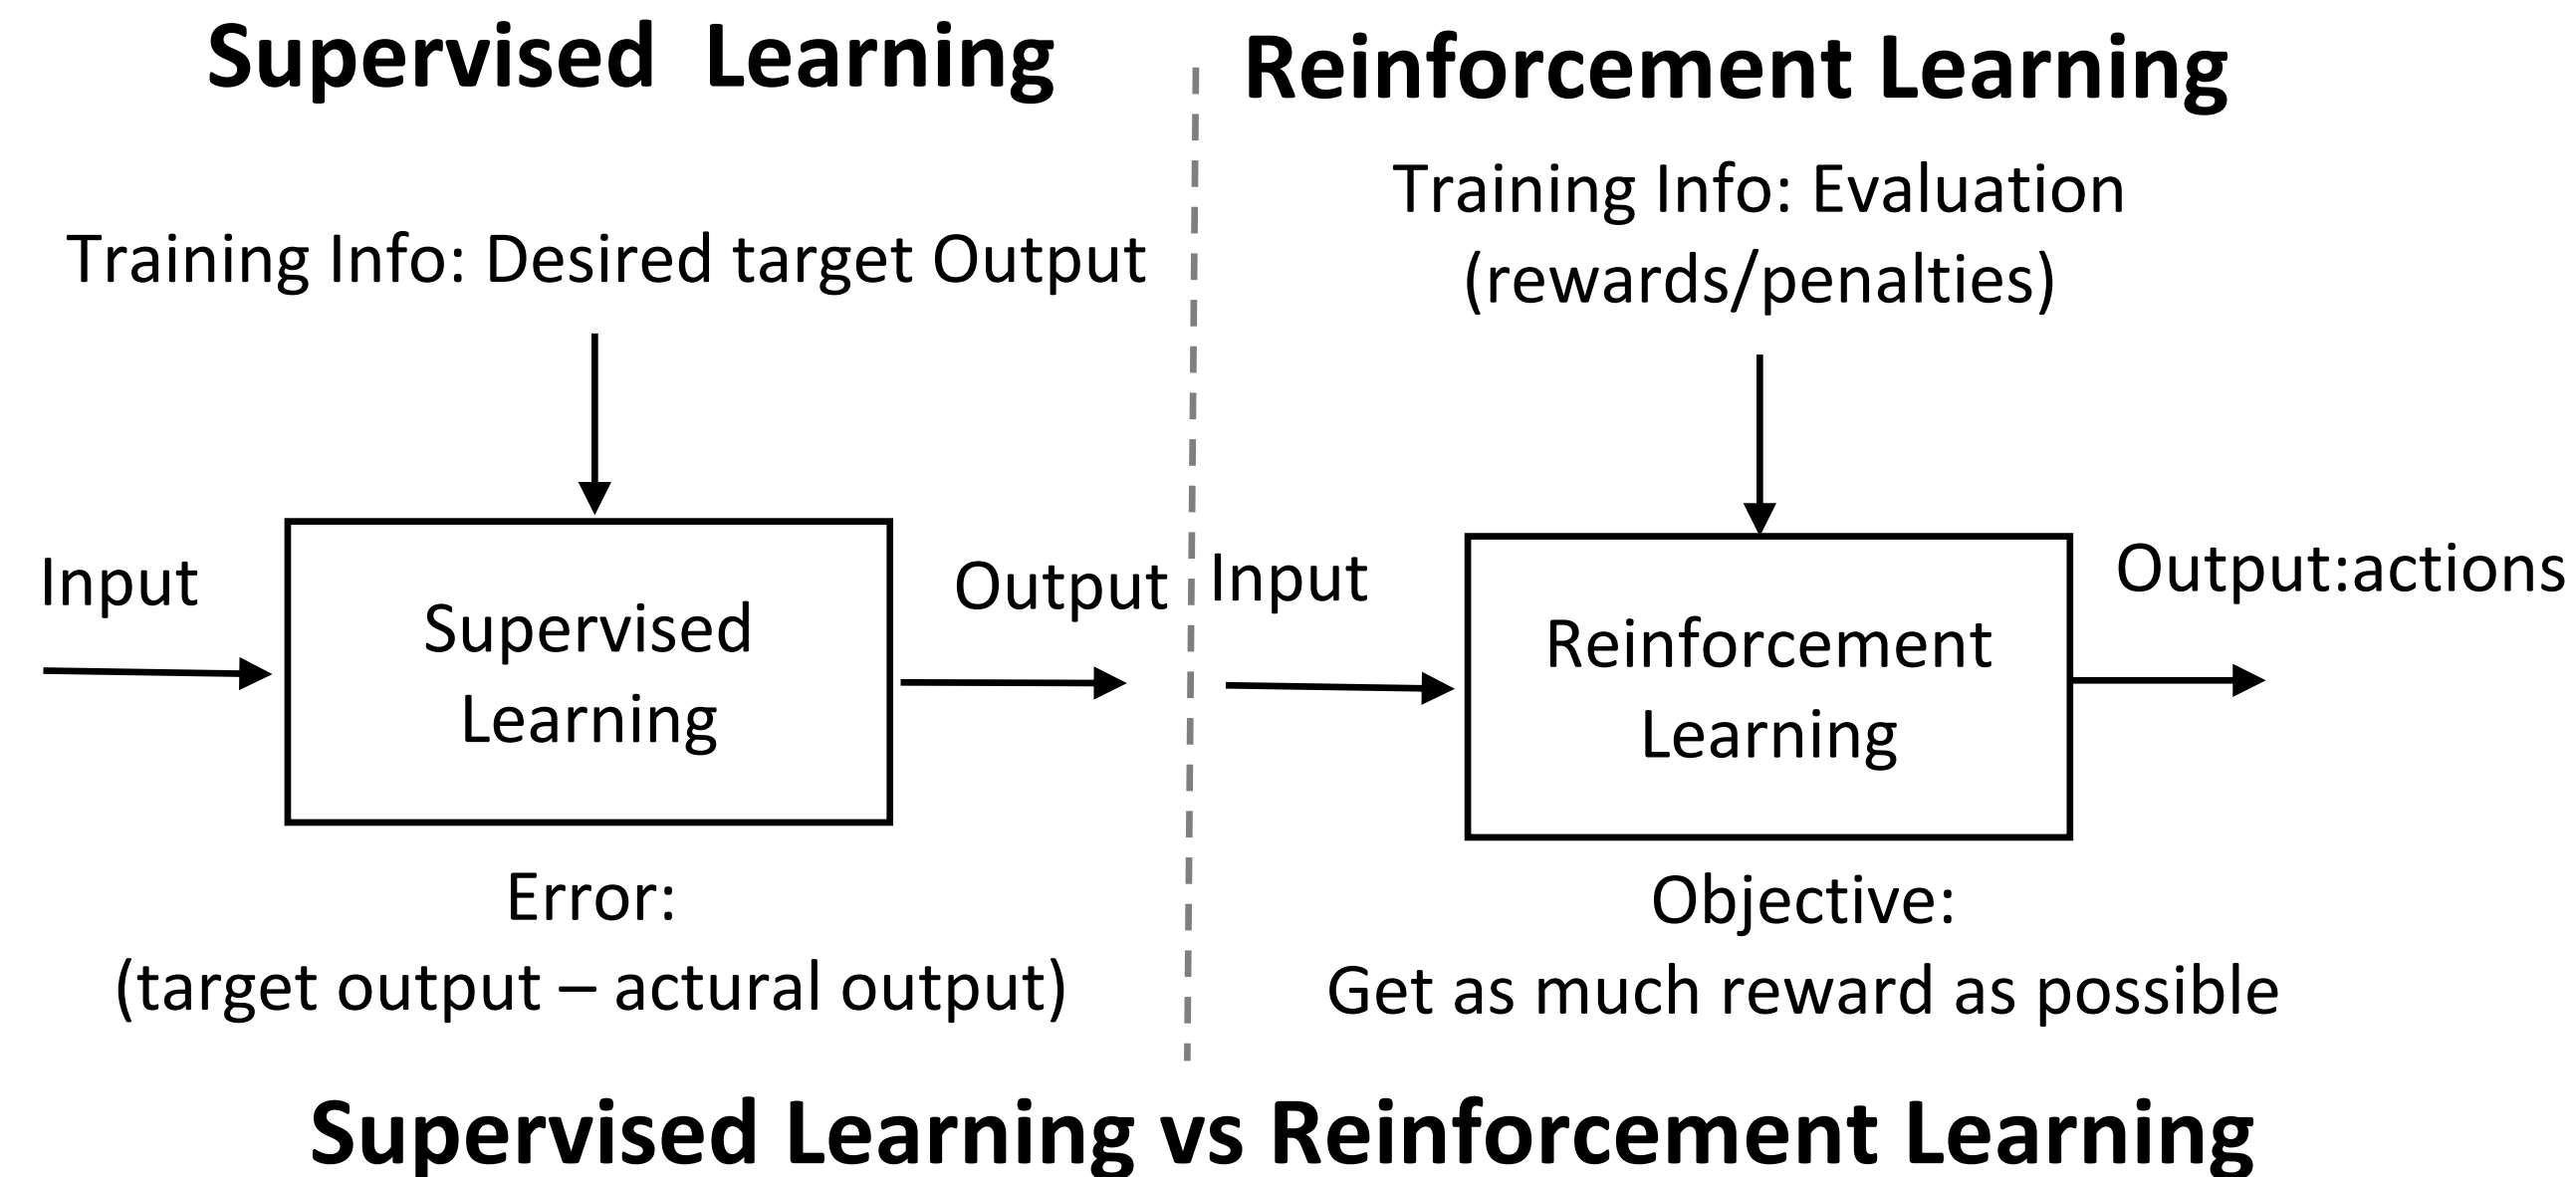 Supervised Learning
Training Info: Desired target Output
Input
Supervised
Learning
Output
Error:
(target output – actural output)
Reinforcement Learning
Training Info: Evaluation
(rewards/penalties)
Input
Reinforcement
Learning
Output:actions
Objective:
Get as much reward as possible
Supervised Learning vs Reinforcement Learning